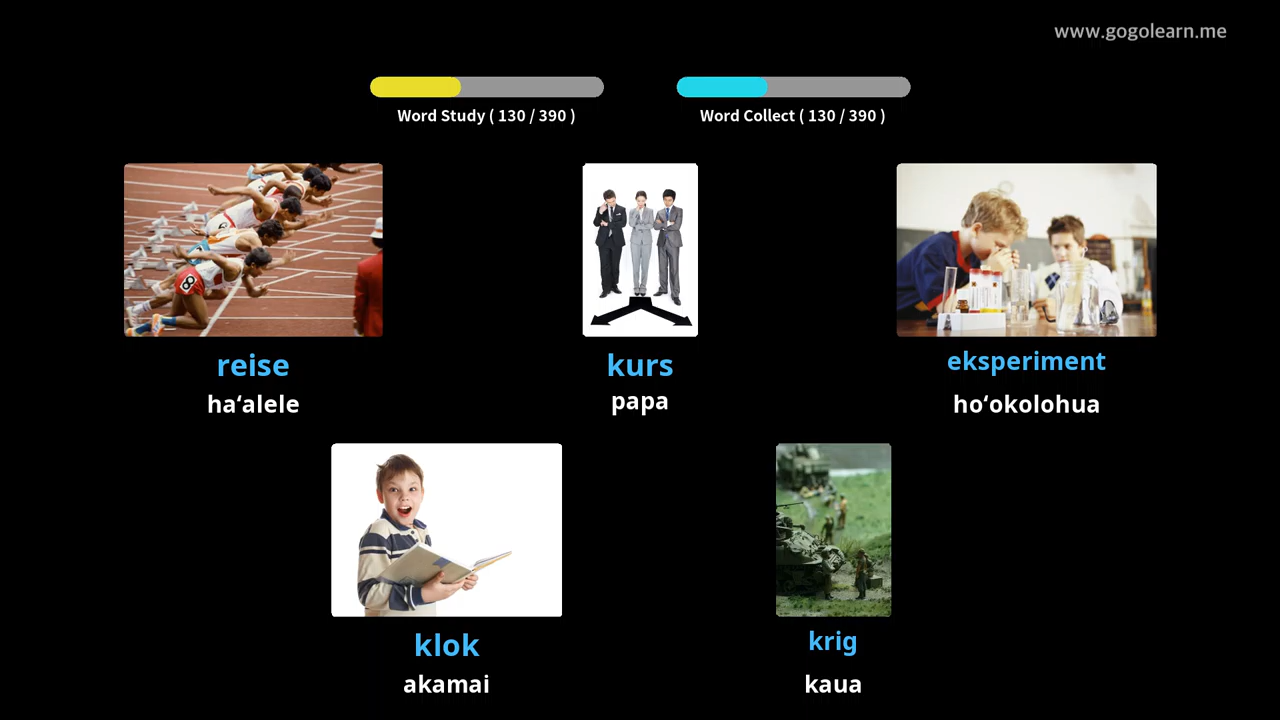 www.gogolearn.me
Word Study ( 130 / 390 )
Word Collect ( 130 / 390 )
8
reise
haʻalele
kurs
papa
eksperiment
hoʻokolohua
klok
akamai
krig
kaua